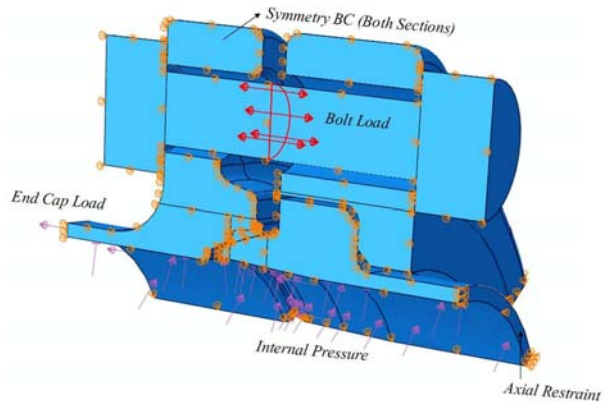 Symmetry BC (Both Sections)
Bolt Load
End Cap Load
Internal Pressure
Axial Restraint